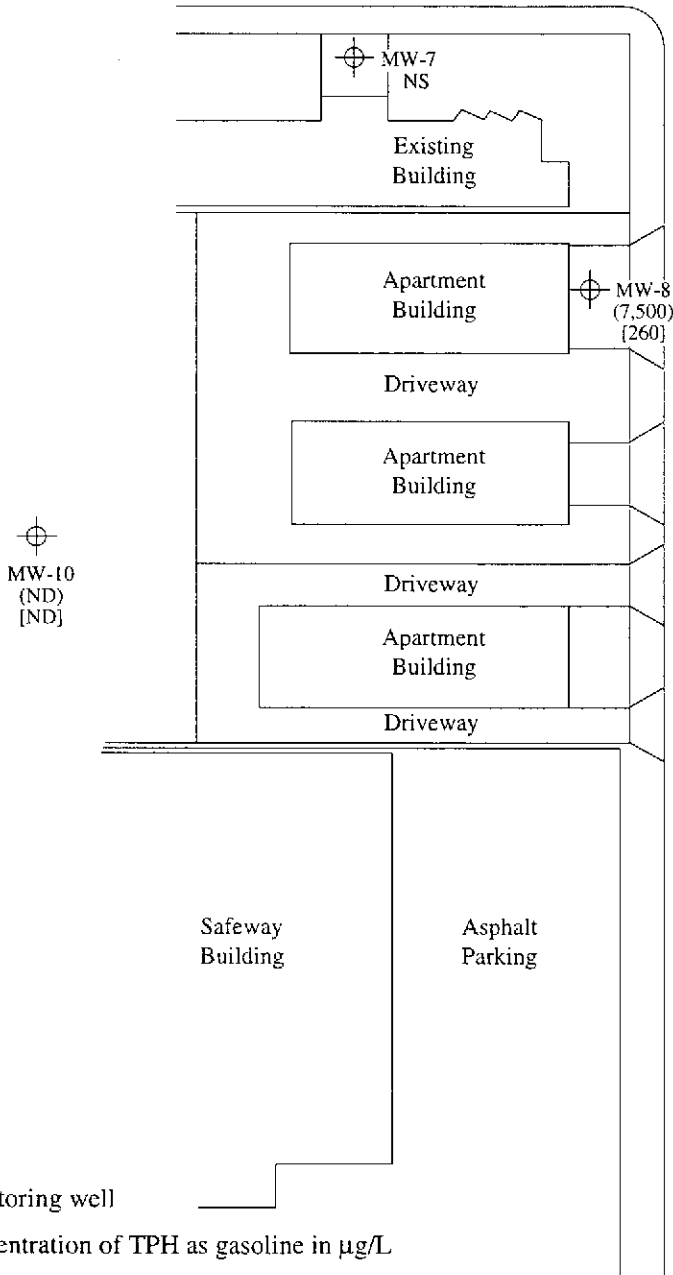 MW-7
NS
Existing
Building
Apartment
Building
MW-8
(7,500)
[260]
Driveway
Apartment
Building
MW-10
(ND)
[ND]
Driveway
Apartment
Building
Driveway
Safeway
Building
Asphalt
Parking
toring well
entration of TPH as gasoline in µg/L